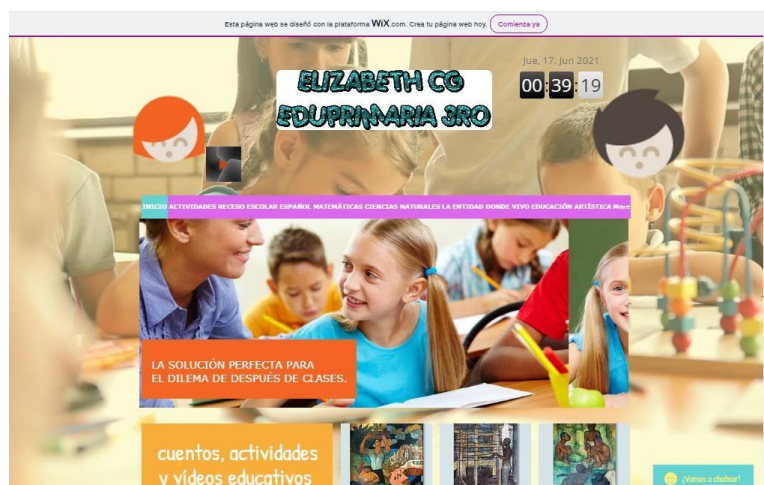 Esta página web se diseñó con la plataforma WiX.com. Crea tu página web hoy. Comienza ya
Jue, 17. Jun 2021
00:39:19
ELIZABETH CG
EDUPRIMARIA 3RO
INICIO ACTIVIDADES RECESO ESCOLAR ESPAÑOL MATEMÁTICAS CIENCIAS NATURALES LA ENTIDAD DONDE VIVO EDUCACIÓN ARTÍSTICA More
LA SOLUCIÓN PERFECTA PARA
EL DILEMA DE DESPUÉS DE CLASES.
cuentos, actividades
y vídeos educativos
¡Vamos a chatear!